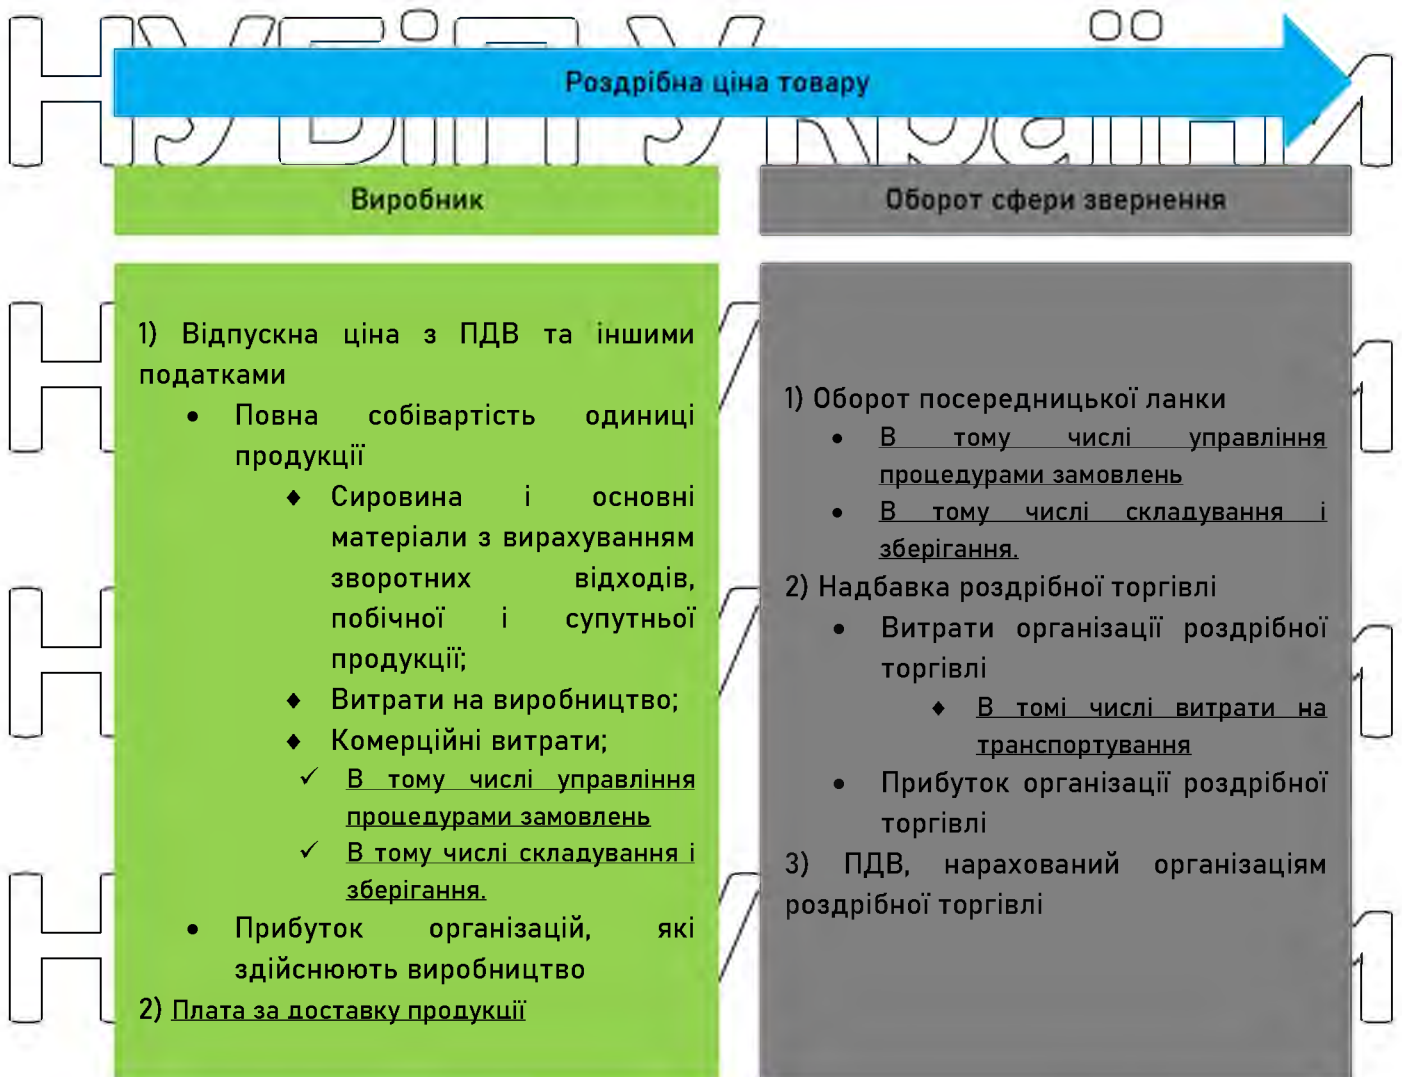 НУБіП України
Роздрібна ціна товару
Виробник
1) Відпускна ціна з ПДВ та іншими
податками
• Повна собівартість одиниці
продукції
♦ Сировина і основні
матеріали з вирахуванням
зворотних відходів,
побічної і супутньої
продукції;
♦ Витрати на виробництво;
♦ Комерційні витрати;
✓ В тому числі управління
процедурами замовлень
✓ В тому числі складування і
зберігання.
• Прибуток організацій, які
здійснюють виробництво
2) Плата за доставку продукції
Оборот сфери звернення
1) Оборот посередницької ланки
• В тому числі управління
процедурами замовлень
• В тому числі складування і
зберігання.
2) Надбавка роздрібної торгівлі
• Витрати організації роздрібної
торгівлі
♦ В томі числі витрати на
транспортування
• Прибуток організації роздрібної
торгівлі
3) ПДВ, нарахований організаціям
роздрібної торгівлі